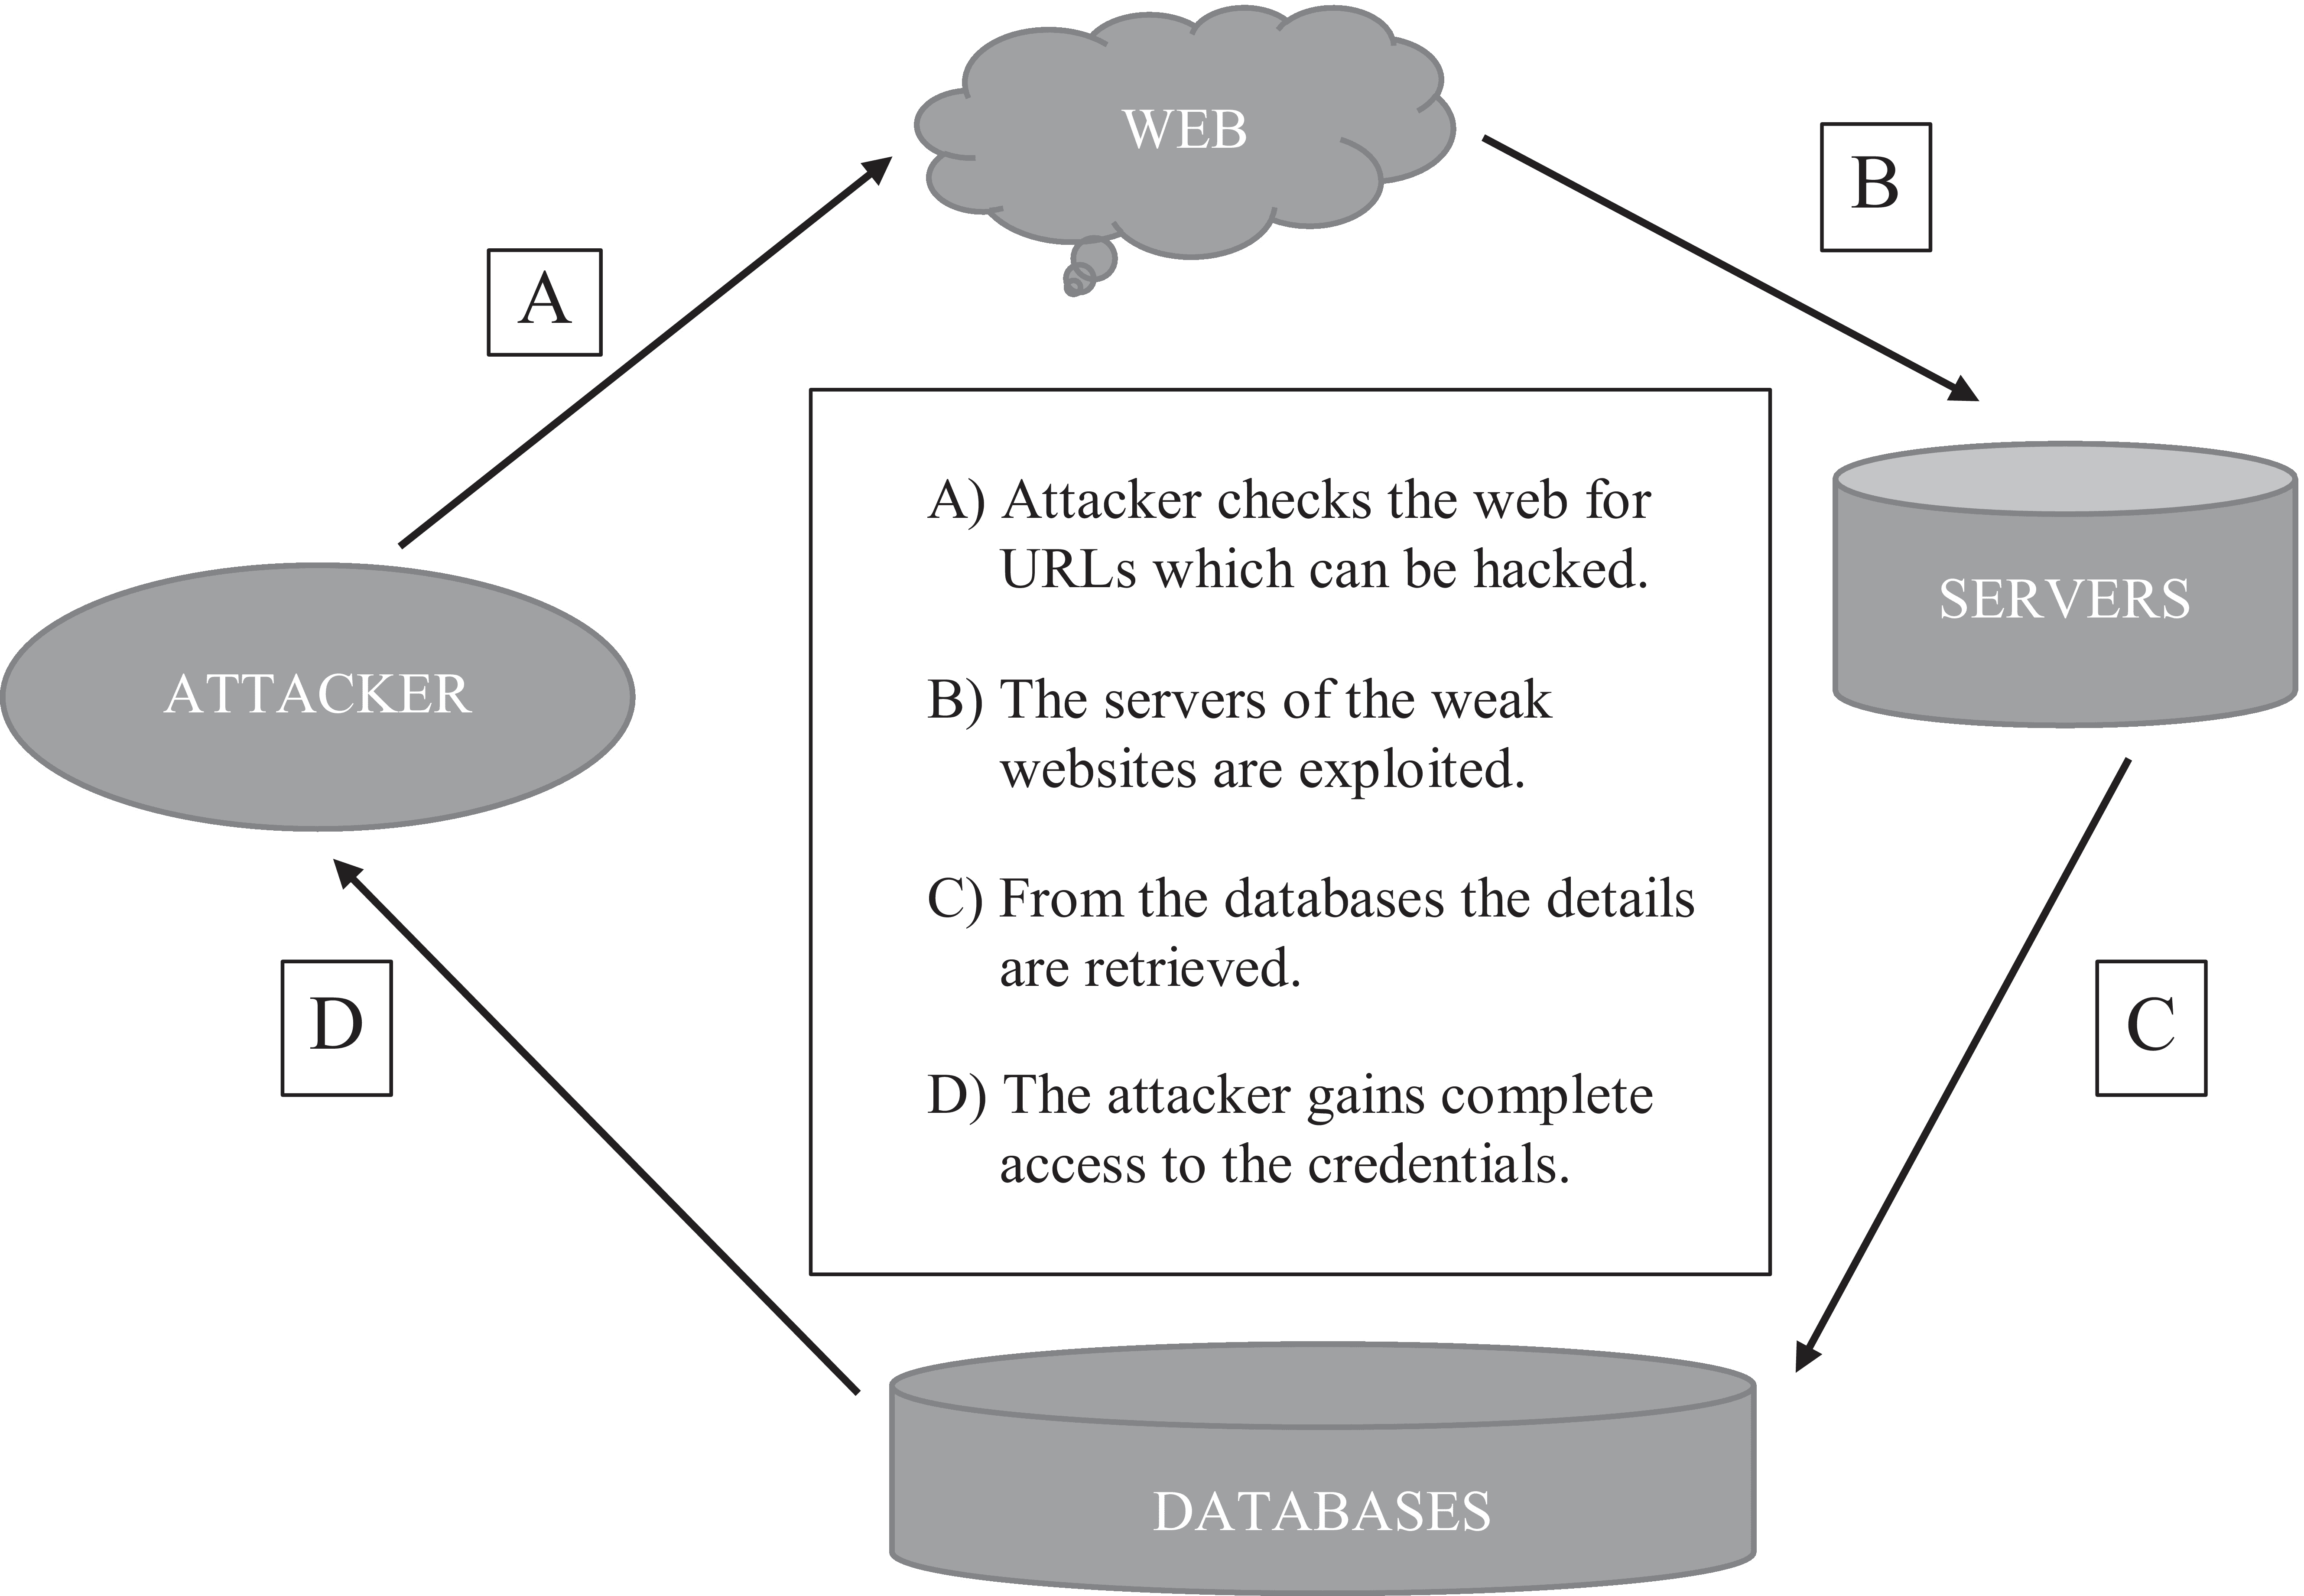 WEB
B
A
A) Attacker checks the web for
URLs which can be hacked.
SERVERS
B) The servers of the weak
websites are exploited.
ATTACKER
C) From the databases the details
are retrieved.
D
C
D) The attacker gains complete
access to the credentials.
DATABASES